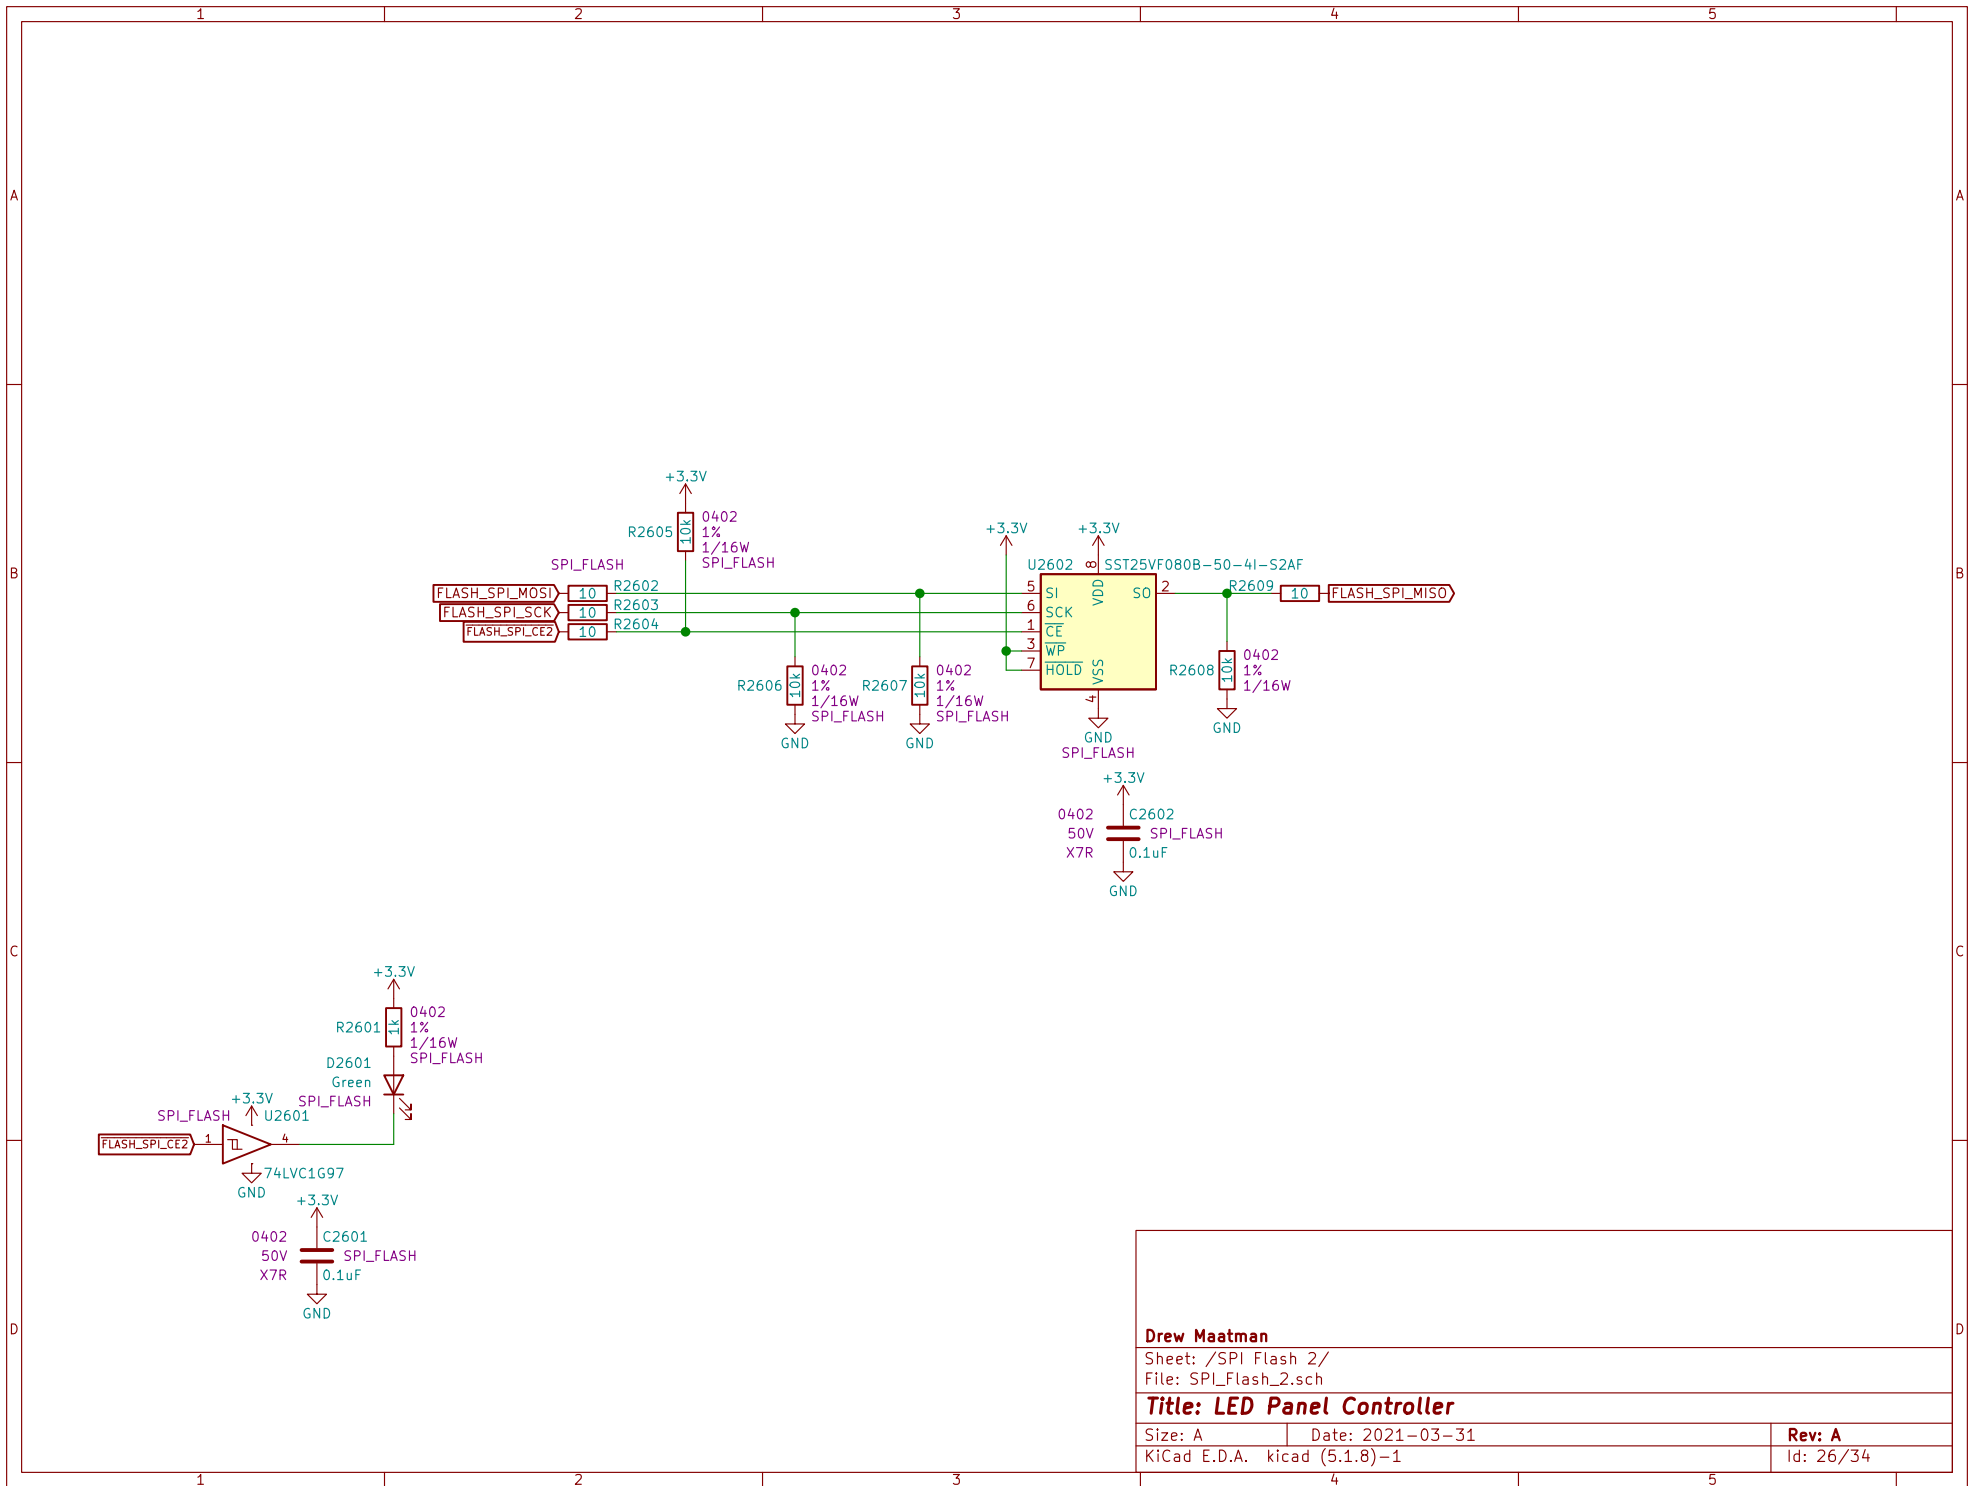 1 2 3 4 5
A A
B B
C C
D D
+3.3V
R2605 10k 0402
1%
1/16W
SPI_FLASH
SPI_FLASH
FLASH_SPI_MOSI 10 R2602
FLASH_SPI_SCK 10 R2603
FLASH_SPI_CE2 10 R2604
R2606 10k 0402
1%
1/16W
SPI_FLASH
GND
R2607 10k 0402
1%
1/16W
SPI_FLASH
GND
+3.3V +3.3V
U2602 8 SST25VF080B-50-4I-S2AF
5 SI VDD SO 2
6 SCK
1 CE
3 WP
7 HOLD VSS
4
GND
SPI_FLASH
R2609 10 FLASH_SPI_MISO
R2608 10k 0402
1%
1/16W
GND
+3.3V
0402 C2602
50V SPI_FLASH
X7R 0.1uF
GND
+3.3V
R2601 1k 0402
1%
1/16W
SPI_FLASH
D2601
Green
SPI_FLASH
+3.3V
SPI_FLASH U2601
FLASH_SPI_CE2 1 4
74LVC1G97
GND
+3.3V
0402 C2601
50V SPI_FLASH
X7R 0.1uF
GND
Drew Maatman
Sheet: /SPI Flash 2/
File: SPI_Flash_2.sch
Title: LED Panel Controller
Size: A Date: 2021-03-31 Rev: A
KiCad E.D.A. kicad (5.1.8)-1 Id: 26/34
1 2 3 4 5